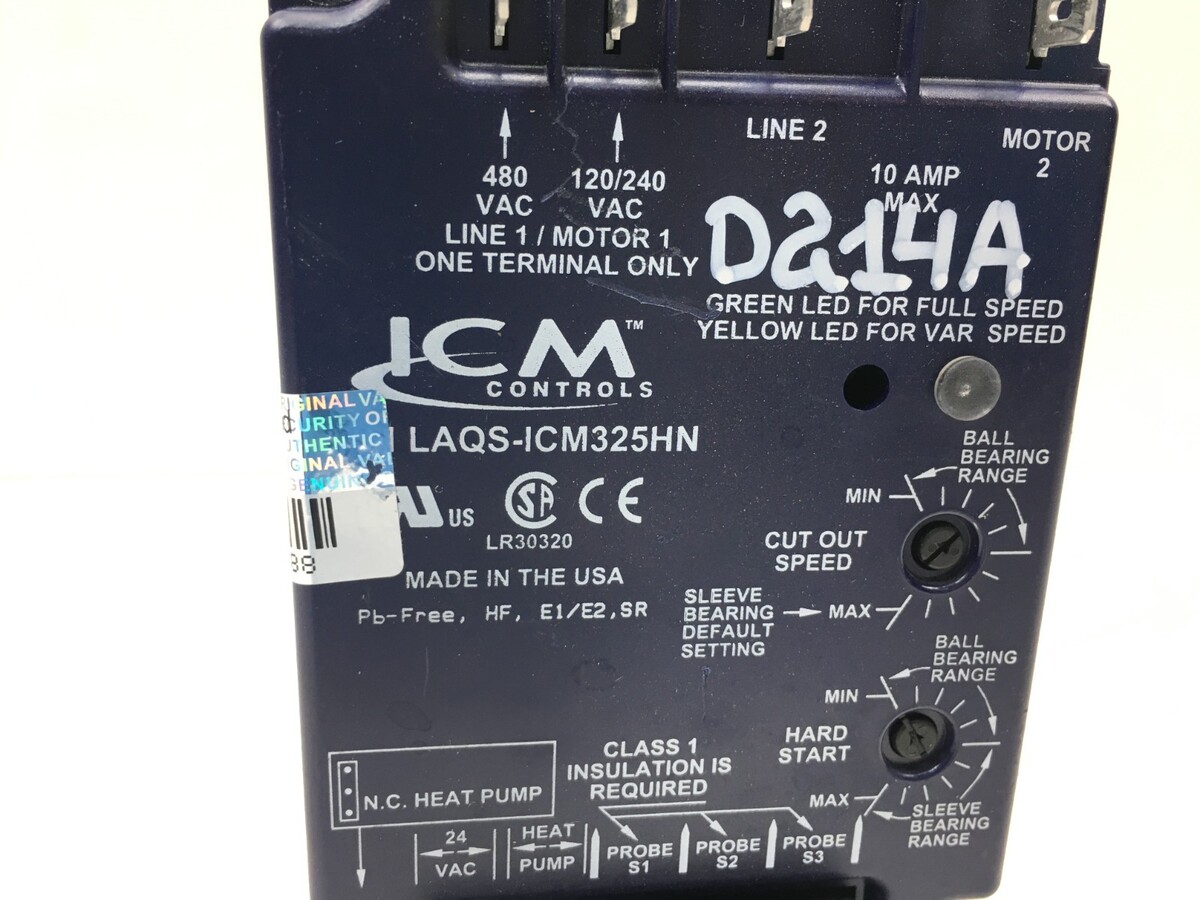 480
VAC
120/240
VAC
LINE 1 / MOTOR 1
ONE TERMINAL ONLY
LINE 2
MOTOR
2
10 AMP
MAX
D214A
GREEN LED FOR FULL SPEED
YELLOW LED FOR VAR SPEED
ICM™
CONTROLS
LAQS-ICM325HN
US
SA
CE
LR30320
MADE IN THE USA
Pb-Free, HF, E1/E2,SR
BALL
BEARING
RANGE
MIN
CUT OUT
SPEED
SLEEVE
BEARING
DEFAULT
SETTING
MAX
BALL
BEARING
RANGE
MIN
HARD
START
MAX
SLEEVE
BEARING
RANGE
CLASS 1
INSULATION IS
REQUIRED
N.C. HEAT PUMP
24
VAC
HEAT
PUMP
PROBE
S1
PROBE
S2
PROBE
S3